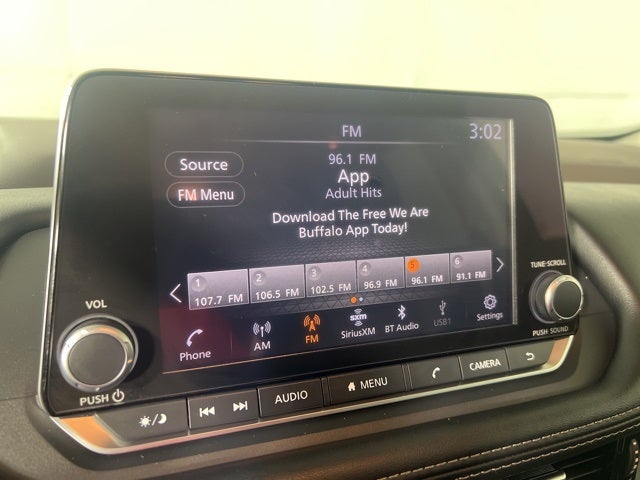 FM
3:02
Source
96.1 FM
App
FM Menu
Adult Hits
Download The Free We Are
Buffalo App Today!
1 2 3 4 5 6
107.7 FM 106.5 FM 102.5 FM 96.9 FM 96.1 FM 91.1 FM
Phone
AM
FM
sxm
SiriusXM
BT Audio
USB1
Settings
VOL
PUSH
TUNE·SCROLL
PUSH SOUND
AUDIO
MENU
CAMERA